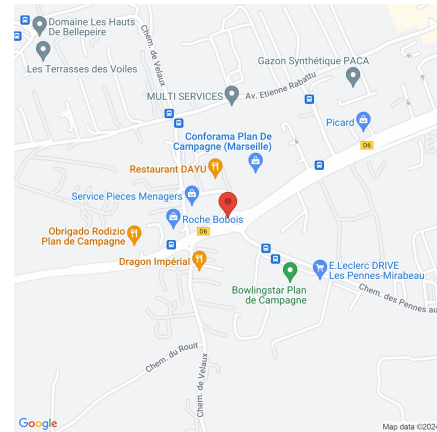 Domaine Les Hauts
De Bellepeire
Les Terrasses des Voiles
Chem. de Velaux
Gazon Synthétique PACA
Av. Etienne Rabattu
MULTI SERVICES
Picard
Conforama Plan De
Campagne (Marseille)
D6
Restaurant DAYU
Service Pieces Menagers
Roche Bobois
D6
Obrigado Rodizio
Plan de Campagne
Dragon Impérial
E.Leclerc DRIVE
Les Pennes-Mirabeau
Bowlingstar Plan
de Campagne
Chem. des Pennes au
Chem. du Rouit
Chem. de Velaux
Google
Map data ©2024